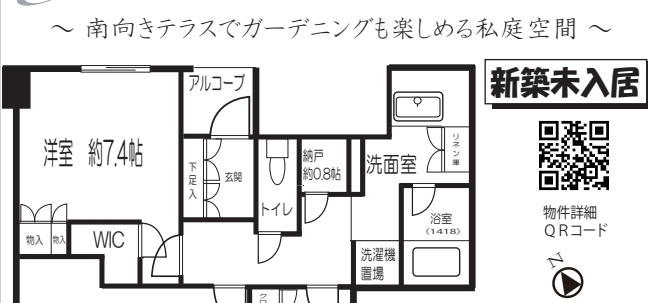 ～ 南向きテラスでガーデニングも楽しめる私庭空間 ～
新築未入居
アルコープ
洋室 約7.4帖
下足入
玄関
トイレ
納戸
約0.8帖
洗面室
リネン庫
物入
物入
WIC
浴室
(1418)
洗濯機
置場
物件詳細
QRコード
N